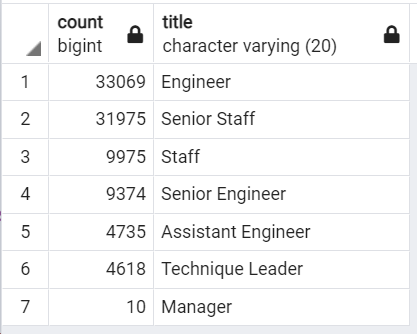 count title
bigint character varying (20)
1 33069 Engineer
2 31975 Senior Staff
3 9975 Staff
4 9374 Senior Engineer
5 4735 Assistant Engineer
6 4618 Technique Leader
7 10 Manager